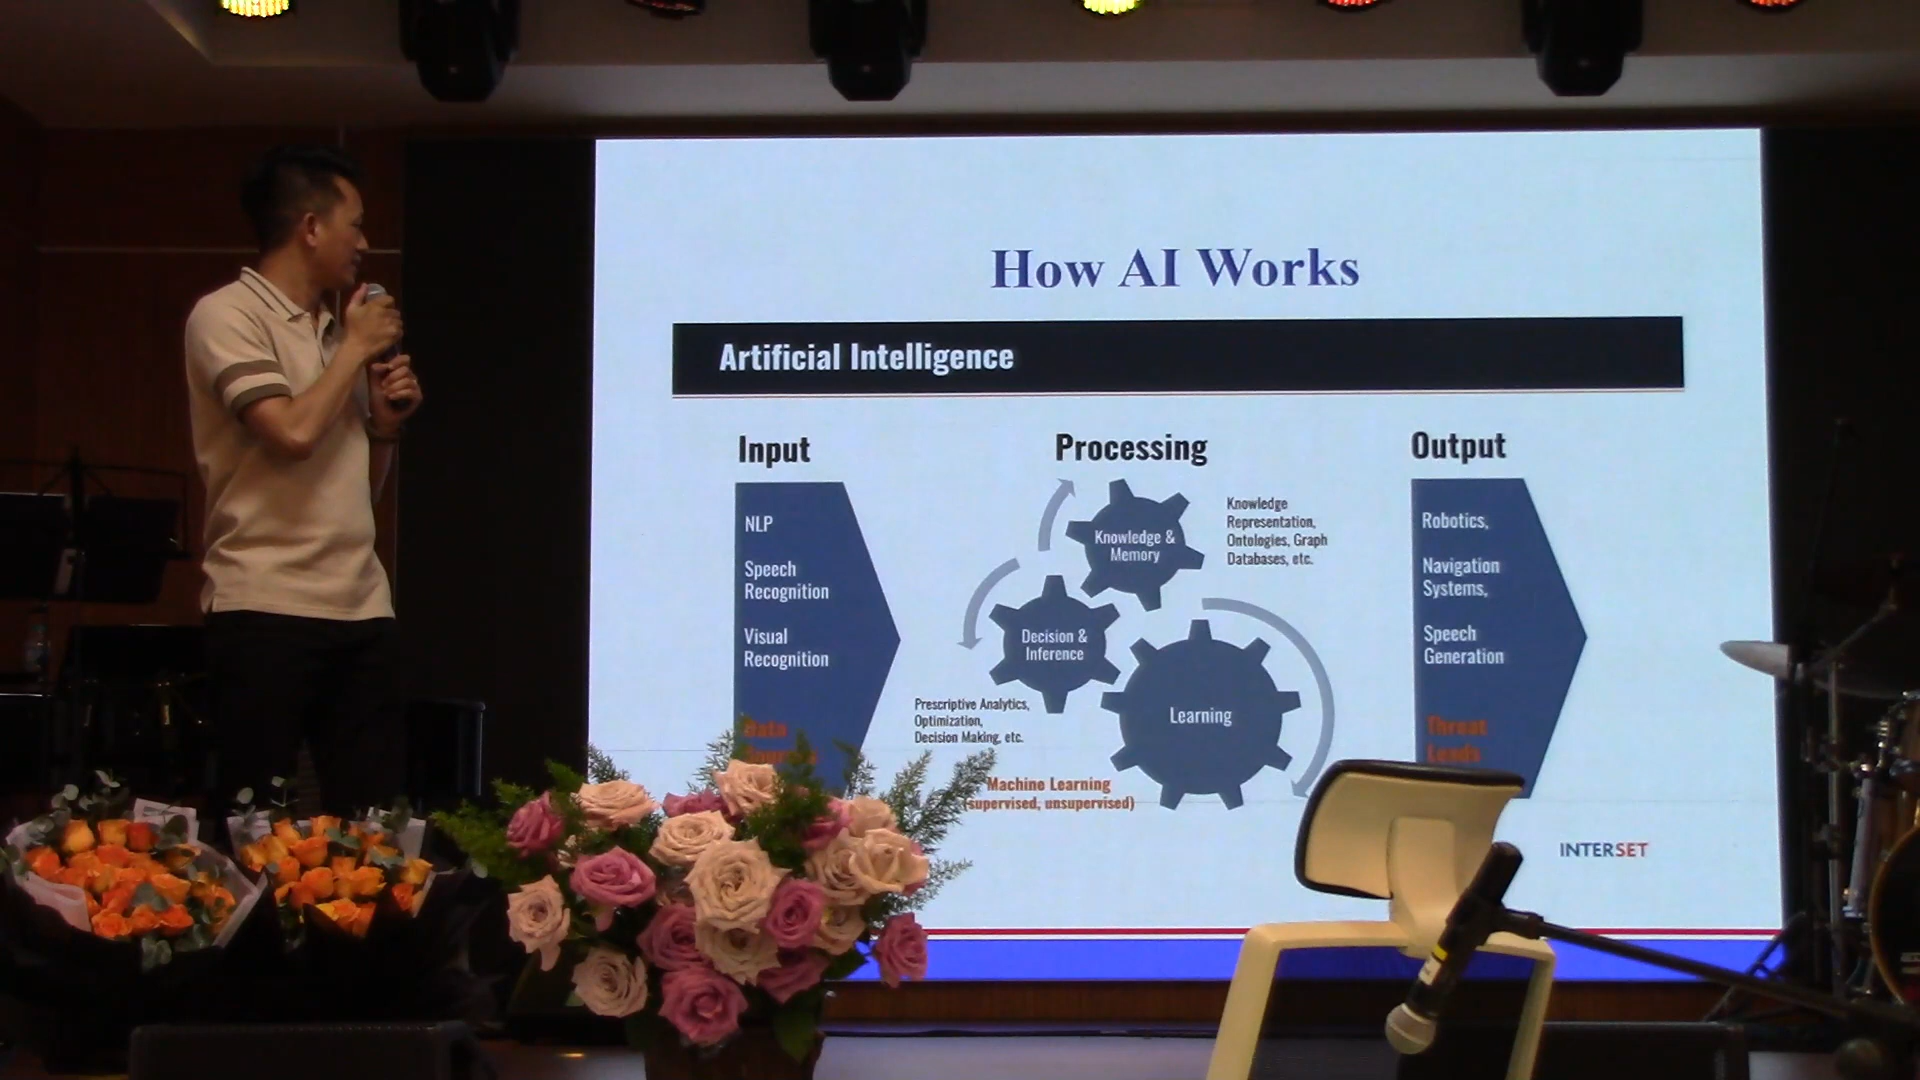 How AI Works
Artificial Intelligence
Input
NLP
Speech
Recognition
Visual
Recognition
Data
Processing
Knowledge &
Memory
Knowledge
Representation,
Ontologies, Graph
Databases, etc.
Decision &
Inference
Prescriptive Analytics,
Optimization,
Decision Making, etc.
Learning
Machine Learning
(supervised, unsupervised)
Output
Robotics,
Navigation
Systems,
Speech
Generation
Threat
Leads
INTERSET